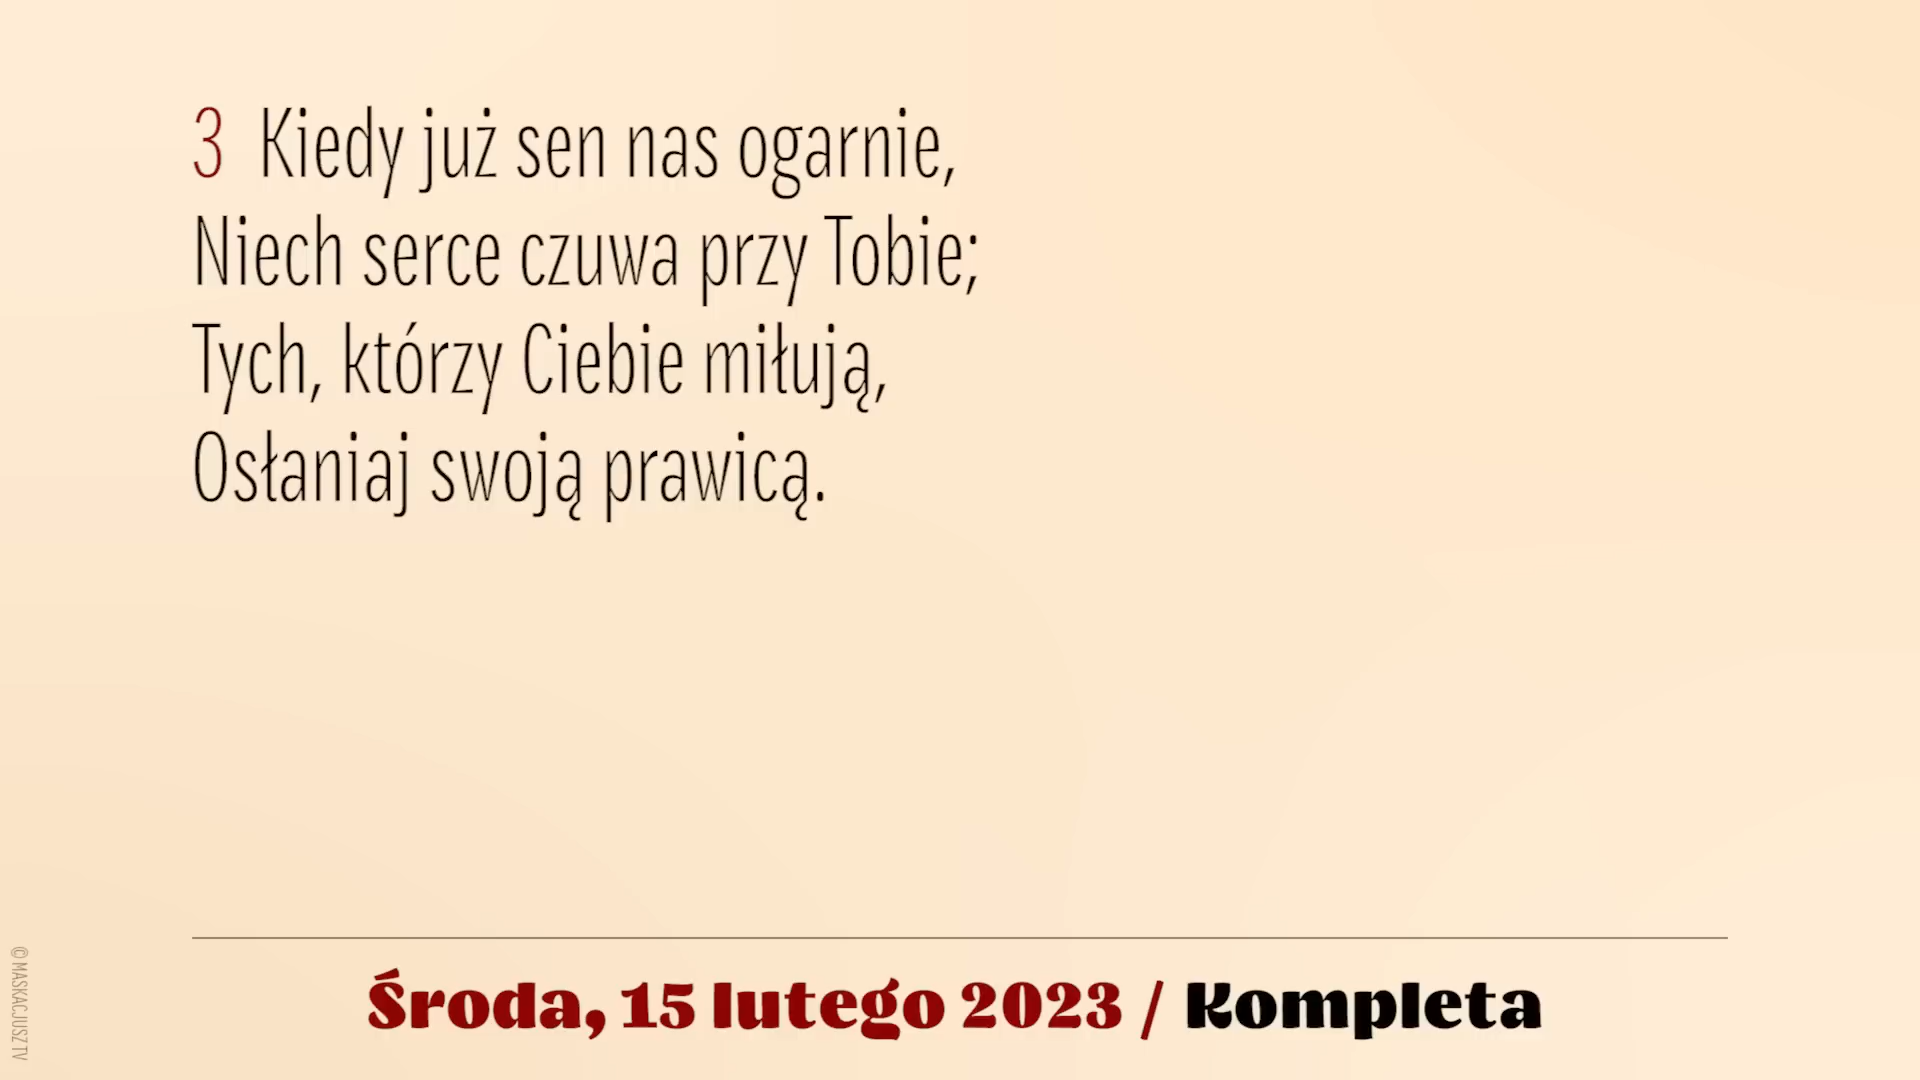 3 Kiedy już sen nas ogarnie,
Niech serce czuwa przy Tobie;
Tych, którzy Ciebie miłują,
Osłaniaj swoją prawicą.
Środa, 15 lutego 2023 / Kompleta
© MASKACJUSZ TV